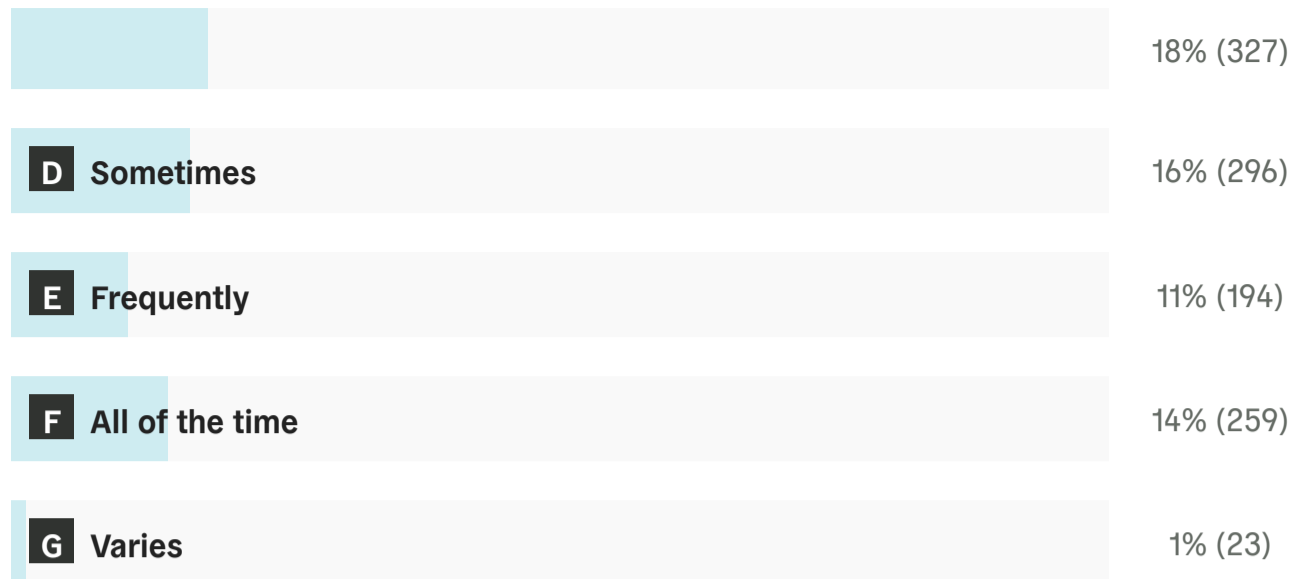 18% (327)
D Sometimes 16% (296)
E Frequently 11% (194)
F All of the time 14% (259)
G Varies 1% (23)